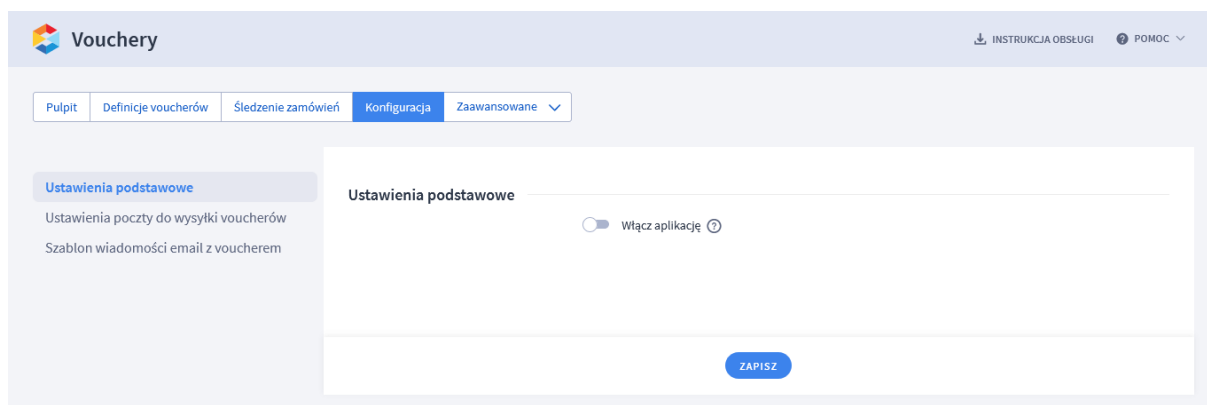 Vouchery
INSTRUKCJA OBSŁUGI
POMOC
Pulpit
Definicje voucherów
Śledzenie zamówień
Konfiguracja
Zaawansowane
Ustawienia podstawowe
Ustawienia poczty do wysyłki voucherów
Szablon wiadomości email z voucherem
Ustawienia podstawowe
Włącz aplikację
ZAPISZ